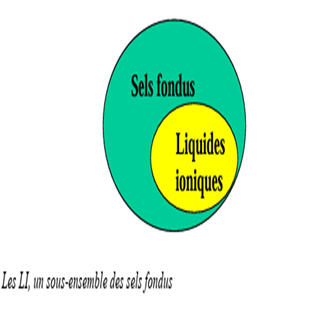 Sels fondus
Liquides
ioniques
Les LI, un sous-ensemble des sels fondus